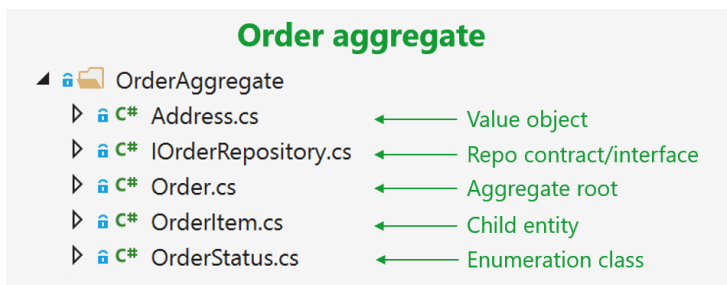 Order aggregate
OrderAggregate
C# Address.cs Value object
C# IOrderRepository.cs Repo contract/interface
C# Order.cs Aggregate root
C# OrderItem.cs Child entity
C# OrderStatus.cs Enumeration class